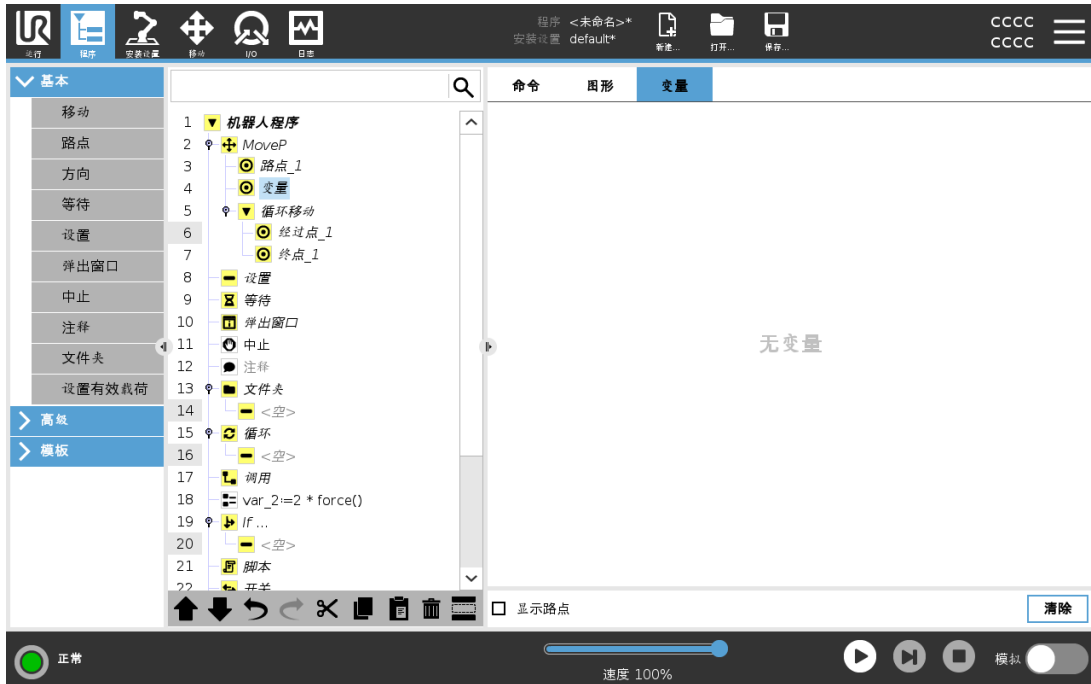 程序 <未命名>*
安装设置 default*
CCCC
CCCC
运行
程序
安装设置
移动
I/O
日志
新建...
打开...
保存...
基本
移动
路点
方向
等待
设置
弹出窗口
中止
注释
文件夹
设置有效载荷
高级
模板
1 机器人程序
2 MoveP
3 路点_1
4 变量
5 循环移动
6 经过点_1
7 终点_1
8 设置
9 等待
10 弹出窗口
11 中止
12 注释
13 文件夹
14 <空>
15 循环
16 <空>
17 调用
18 var_2:=2 * force()
19 If ...
20 <空>
21 脚本
22 开关
命令 图形 变量
无变量
显示路点
清除
正常
速度 100%
模拟